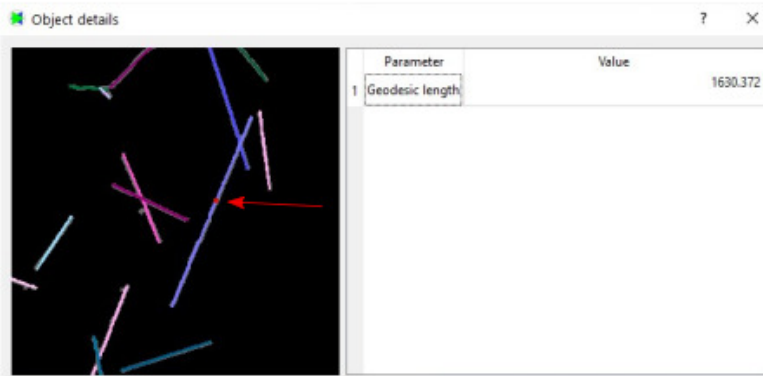 Object details
? ×
Parameter Value
1 Geodesic length 1630.372